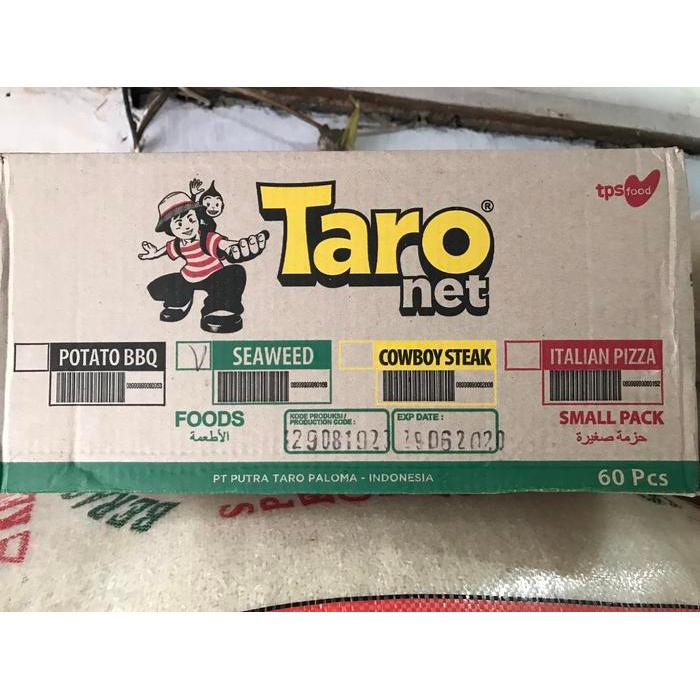 tps food
Taro®
net
POTATO BBQ
V SEAWEED
COWBOY STEAK
ITALIAN PIZZA
FOODS
الأطعمة
KODE PRODUKSI /
PRODUCTION CODE :
EXP DATE :
19062020
SMALL PACK
حزمة صغيرة
PT PUTRA TARO PALOMA - INDONESIA
60 Pcs